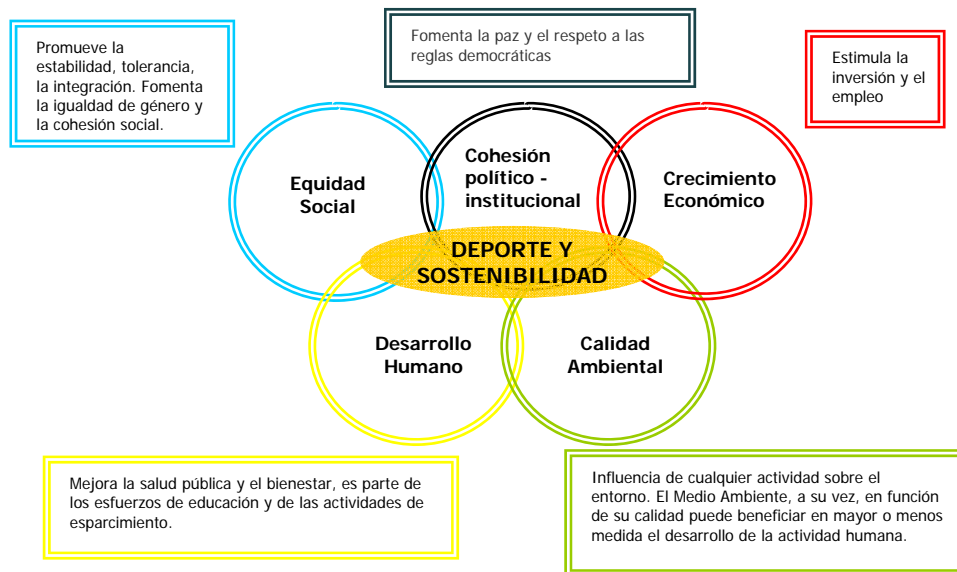 Promueve la
estabilidad, tolerancia,
la integración. Fomenta
la igualdad de género y
la cohesión social.
Fomenta la paz y el respeto a las
reglas democráticas
Estimula la
inversión y el
empleo
Equidad
Social
Cohesión
político -
institucional
Crecimiento
Económico
DEPORTE Y
SOSTENIBILIDAD
Desarrollo
Humano
Calidad
Ambiental
Mejora la salud pública y el bienestar, es parte de
los esfuerzos de educación y de las actividades de
esparcimiento.
Influencia de cualquier actividad sobre el
entorno. El Medio Ambiente, a su vez, en función
de su calidad puede beneficiar en mayor o menos
medida el desarrollo de la actividad humana.